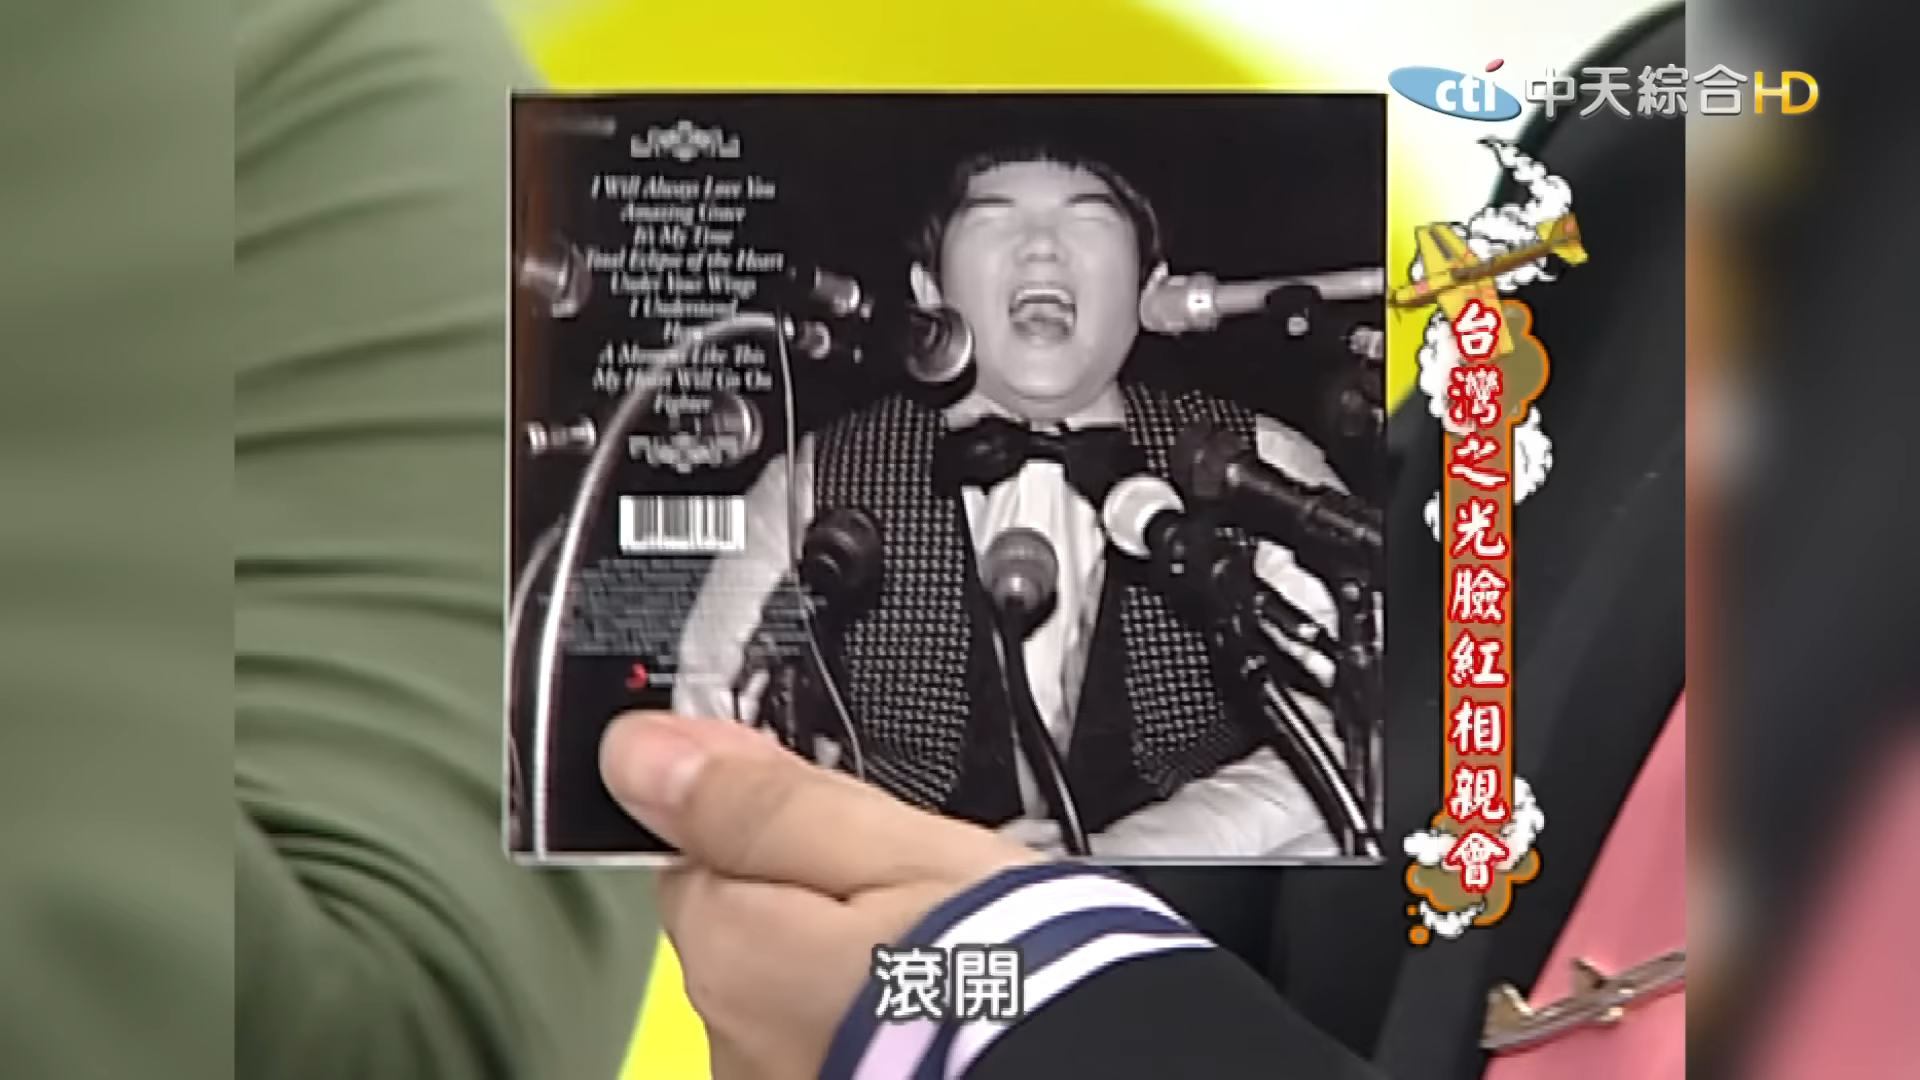 cti 中天綜合HD
I Will Always Love You
Amazing Grace
It's My Time
Total Eclipse of the Heart
Under Your Wings
I Understand
A Moment Like This
My Heart Will Go On
Fighter
台灣之光臉紅相親會
滾開